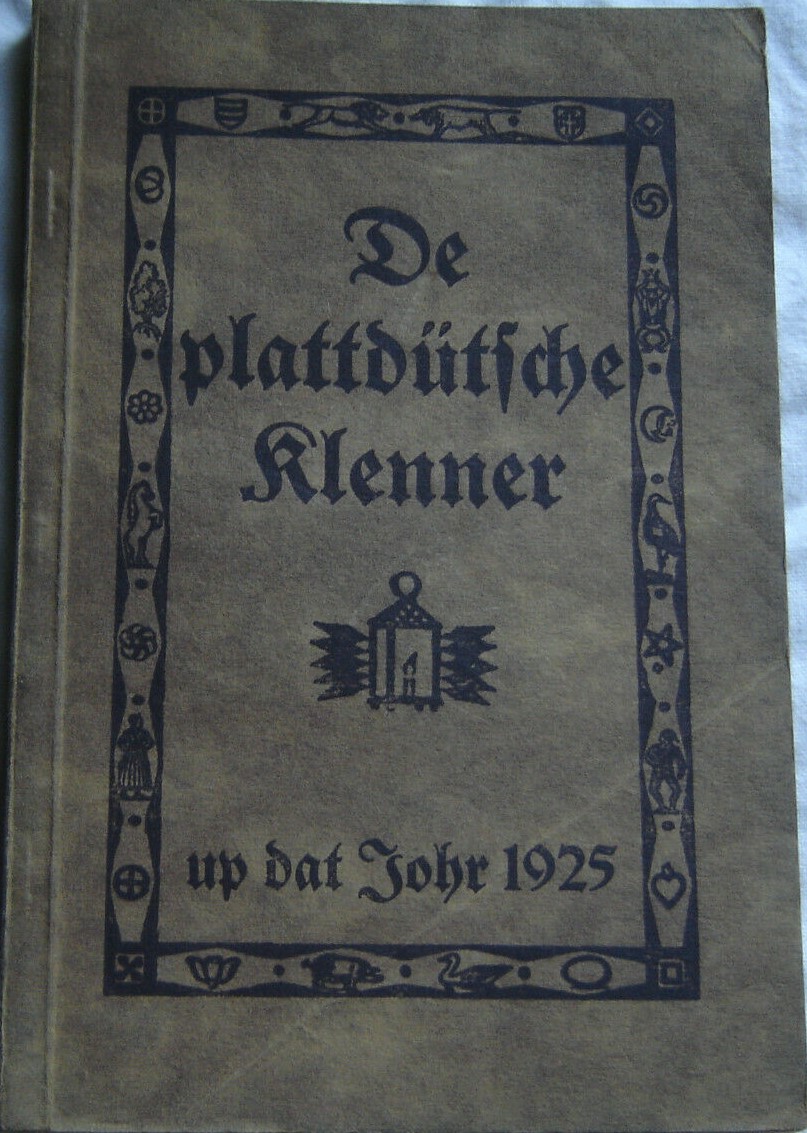 De
plattdütſche
Klenner
up dat Johr 1925